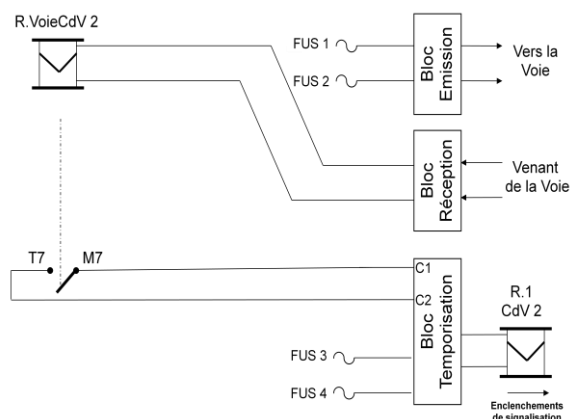 R.VoieCdV 2
FUS 1
FUS 2
Bloc
Emission
Vers la
Voie
Bloc
Réception
Venant
de la Voie
T7
M7
C1
C2
Bloc
Temporisation
R.1
CdV 2
FUS 3
FUS 4
Enclenchements
de signalisation